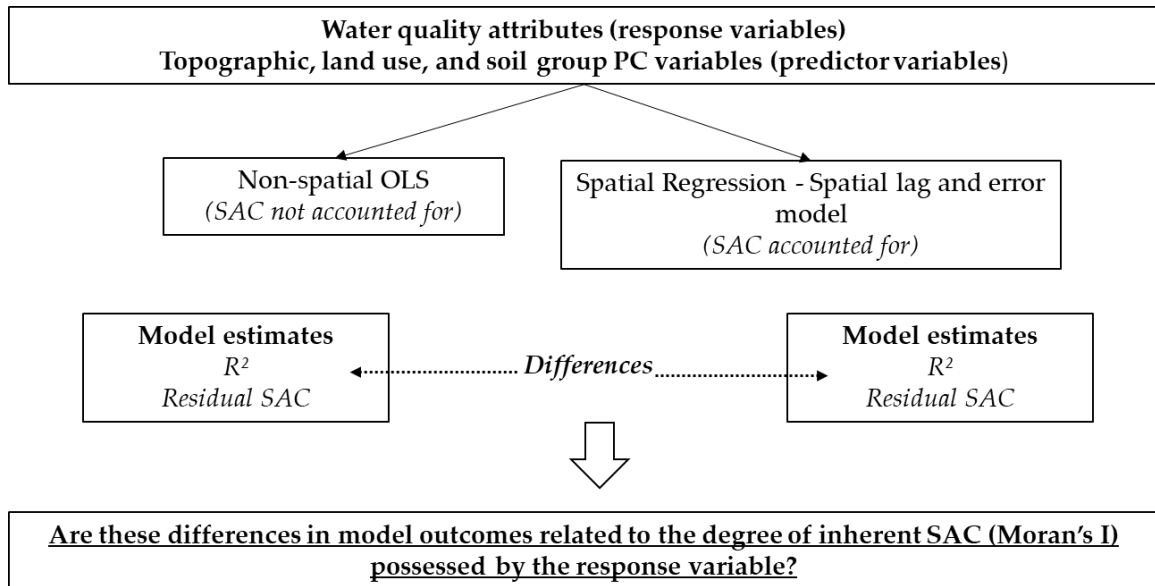 Water quality attributes (response variables)
Topographic, land use, and soil group PC variables (predictor variables)
Non-spatial OLS
(SAC not accounted for)
Spatial Regression - Spatial lag and error
model
(SAC accounted for)
Model estimates
R²
Residual SAC
Differences
Model estimates
R²
Residual SAC
Are these differences in model outcomes related to the degree of inherent SAC (Moran's I)
possessed by the response variable?